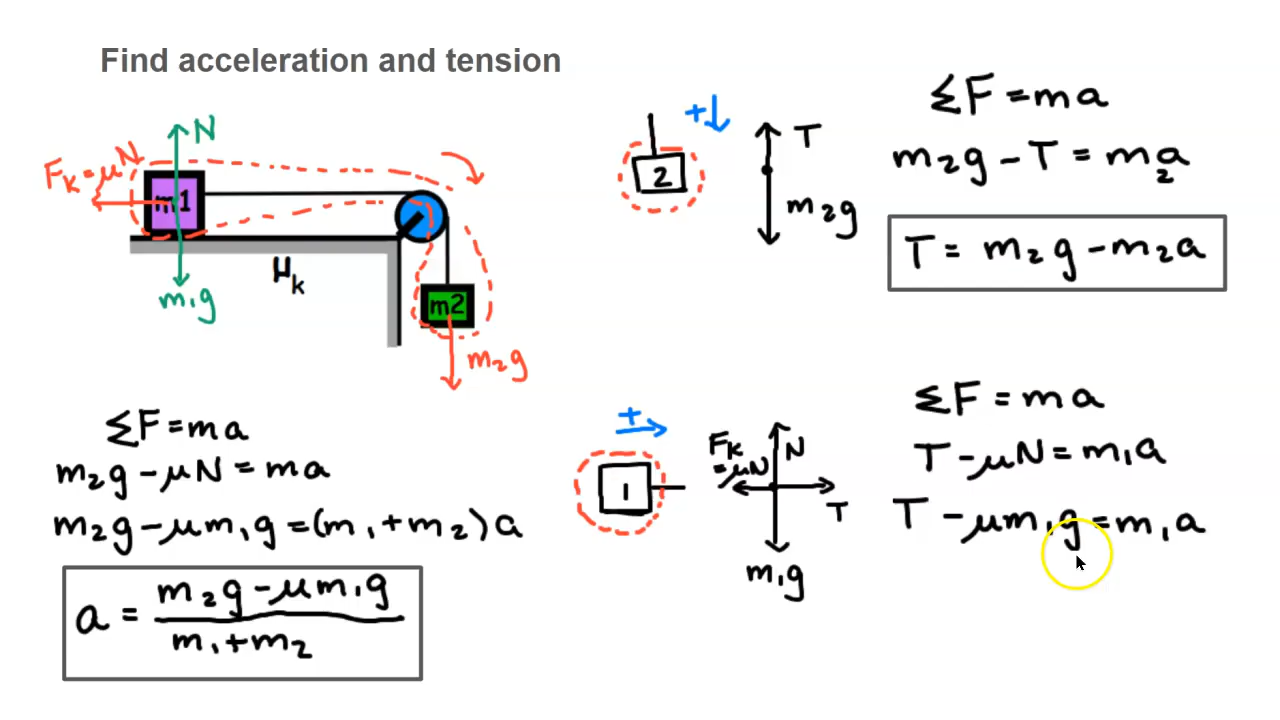 Find acceleration and tension
N
Fk=μN
m1
μk
m₁g
m2
m₂g
ΣF=ma
m₂g-μN=ma
m₂g-μm₁g=(m₁+m₂)a
a = m₂g-μm₁g
m₁+m₂
+↓
2
T
m₂g
ΣF=ma
m₂g-T=m₂a
T= m₂g-m₂a
+
1
Fk
=μN
N
T
m₁g
ΣF=ma
T-μN=m₁a
T-μm₁g=m₁a